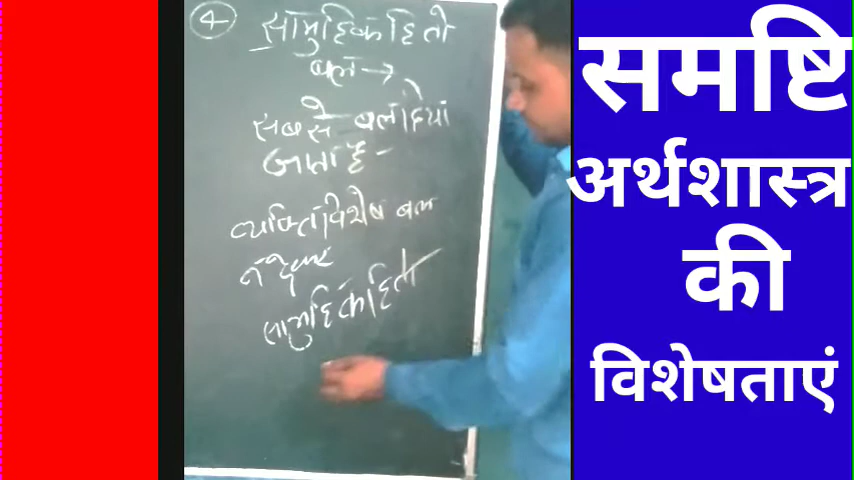 4 सामुहिक हितो
बल →
सबसे बल दिया
जाता है -
व्यक्ति विशेष बल
न देकर
सामुहिक हितो
समष्टि
अर्थशास्त्र
की
विशेषताएं